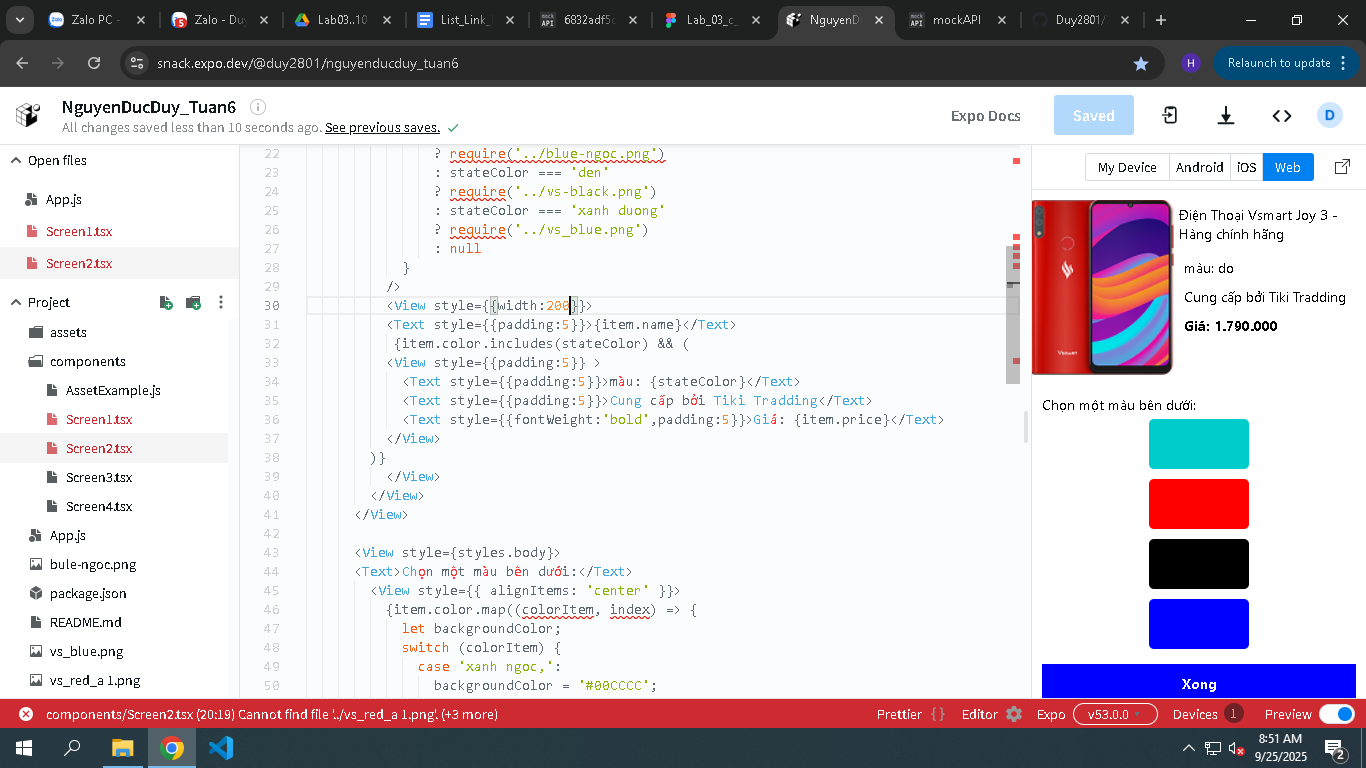 Zalo PC -
Zalo - Duy
Lab03..10
List_Link_
6832adf5c
Lab_03_c_
NguyenD
mockAPI
Duy2801/
snack.expo.dev/@duy2801/nguyenducduy_tuan6
H
Relaunch to update
NguyenDucDuy_Tuan6
All changes saved less than 10 seconds ago. See previous saves.
Expo Docs
Saved
D
Open files
App.js
Screen1.tsx
Screen2.tsx
Project
assets
components
AssetExample.js
Screen1.tsx
Screen2.tsx
Screen3.tsx
Screen4.tsx
App.js
bule-ngoc.png
package.json
README.md
vs_blue.png
vs_red_a 1.png
22 ? require('../blue-ngoc.png')
23 : stateColor === 'den'
24 ? require('../vs-black.png')
25 : stateColor === 'xanh duong'
26 ? require('../vs_blue.png')
27 : null
28 }
29 />
30 <View style={{width:200}}>
31 <Text style={{padding:5}}>{item.name}</Text>
32 {item.color.includes(stateColor) && (
33 <View style={{padding:5}} >
34 <Text style={{padding:5}}>màu: {stateColor}</Text>
35 <Text style={{padding:5}}>Cung cấp bởi Tiki Tradding</Text>
36 <Text style={{fontWeight:'bold',padding:5}}>Giá: {item.price}</Text>
37 </View>
38 )}
39 </View>
40 </View>
41 </View>
42
43 <View style={styles.body}>
44 <Text>Chọn một màu bên dưới:</Text>
45 <View style={{ alignItems: 'center' }}>
46 {item.color.map((colorItem, index) => {
47 let backgroundColor;
48 switch (colorItem) {
49 case 'xanh ngoc,':
50 backgroundColor = '#00CCCC';
My Device
Android
iOS
Web
Điện Thoại Vsmart Joy 3 -
Hàng chính hãng
màu: do
Cung cấp bởi Tiki Tradding
Giá: 1.790.000
Chọn một màu bên dưới:
Xong
components/Screen2.tsx (20:19) Cannot find file '../vs_red_a 1.png'. (+3 more)
Prettier { }
Editor
Expo
v53.0.0
Devices 1
Preview
8:51 AM
9/25/2025
2